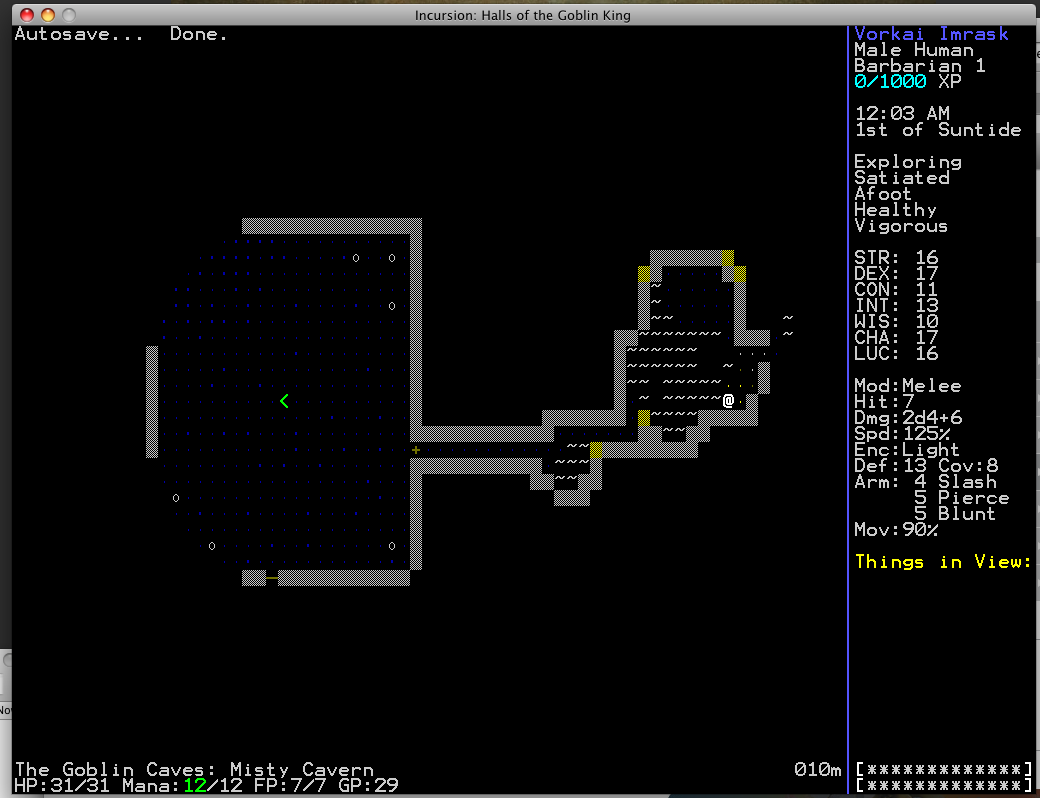 Incursion: Halls of the Goblin King
Autosave...  Done.
Vorkai Imrask
Male Human
Barbarian 1
0/1000 XP
12:03 AM
1st of Suntide
Exploring
Satiated
Afoot
Healthy
Vigorous
STR: 16
DEX: 17
CON: 11
INT: 13
WIS: 10
CHA: 17
LUC: 16
Mod:Melee
Hit:7
Dmg:2d4+6
Spd:125%
Enc:Light
Def:13 Cov:8
Arm: 4 Slash
5 Pierce
5 Blunt
Mov:90%
Things in View:
The Goblin Caves: Misty Cavern
010m
HP:31/31 Mana:12/12 FP:7/7 GP:29
[*************]
[*************]